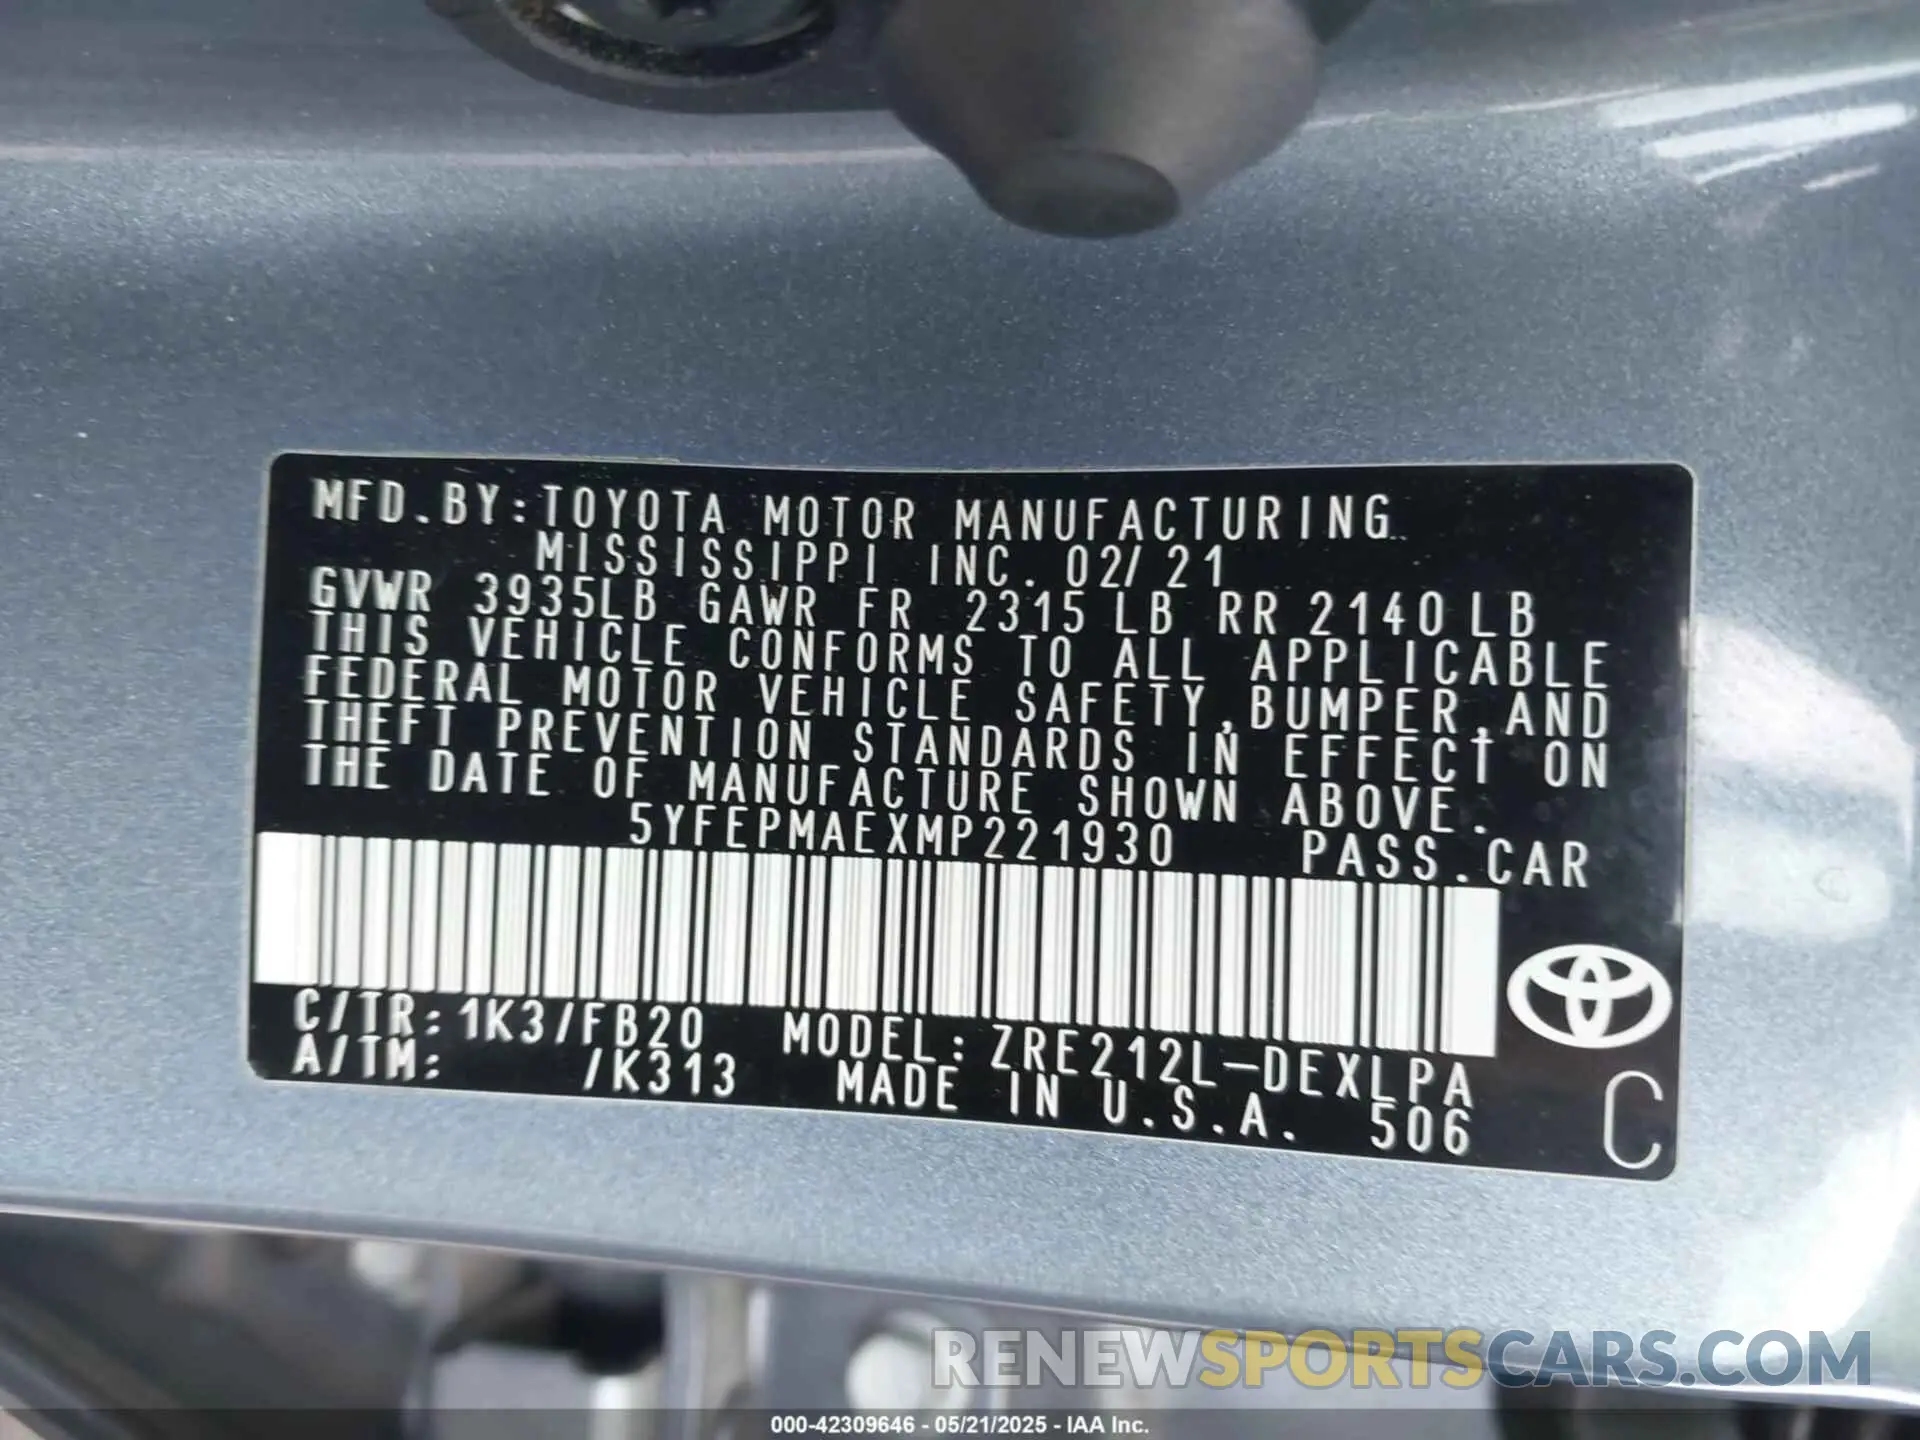 MFD.BY:TOYOTA MOTOR MANUFACTURING
MISSISSIPPI INC. 02/21
GVWR 3935LB GAWR FR 2315LB RR 2140LB
THIS VEHICLE CONFORMS TO ALL APPLICABLE
FEDERAL MOTOR VEHICLE SAFETY,BUMPER,AND
THEFT PREVENTION STANDARDS IN EFFECT ON
THE DATE OF MANUFACTURE SHOWN ABOVE.
5YFEPMAEXMP221930 PASS.CAR
C/TR:1K3/FB20 MODEL:ZRE212L-DEXLPA
A/TM: /K313 MADE IN U.S.A. 506
C
RENEWSPORTSCARS.COM
000-42309646 - 05/21/2025 - IAA Inc.